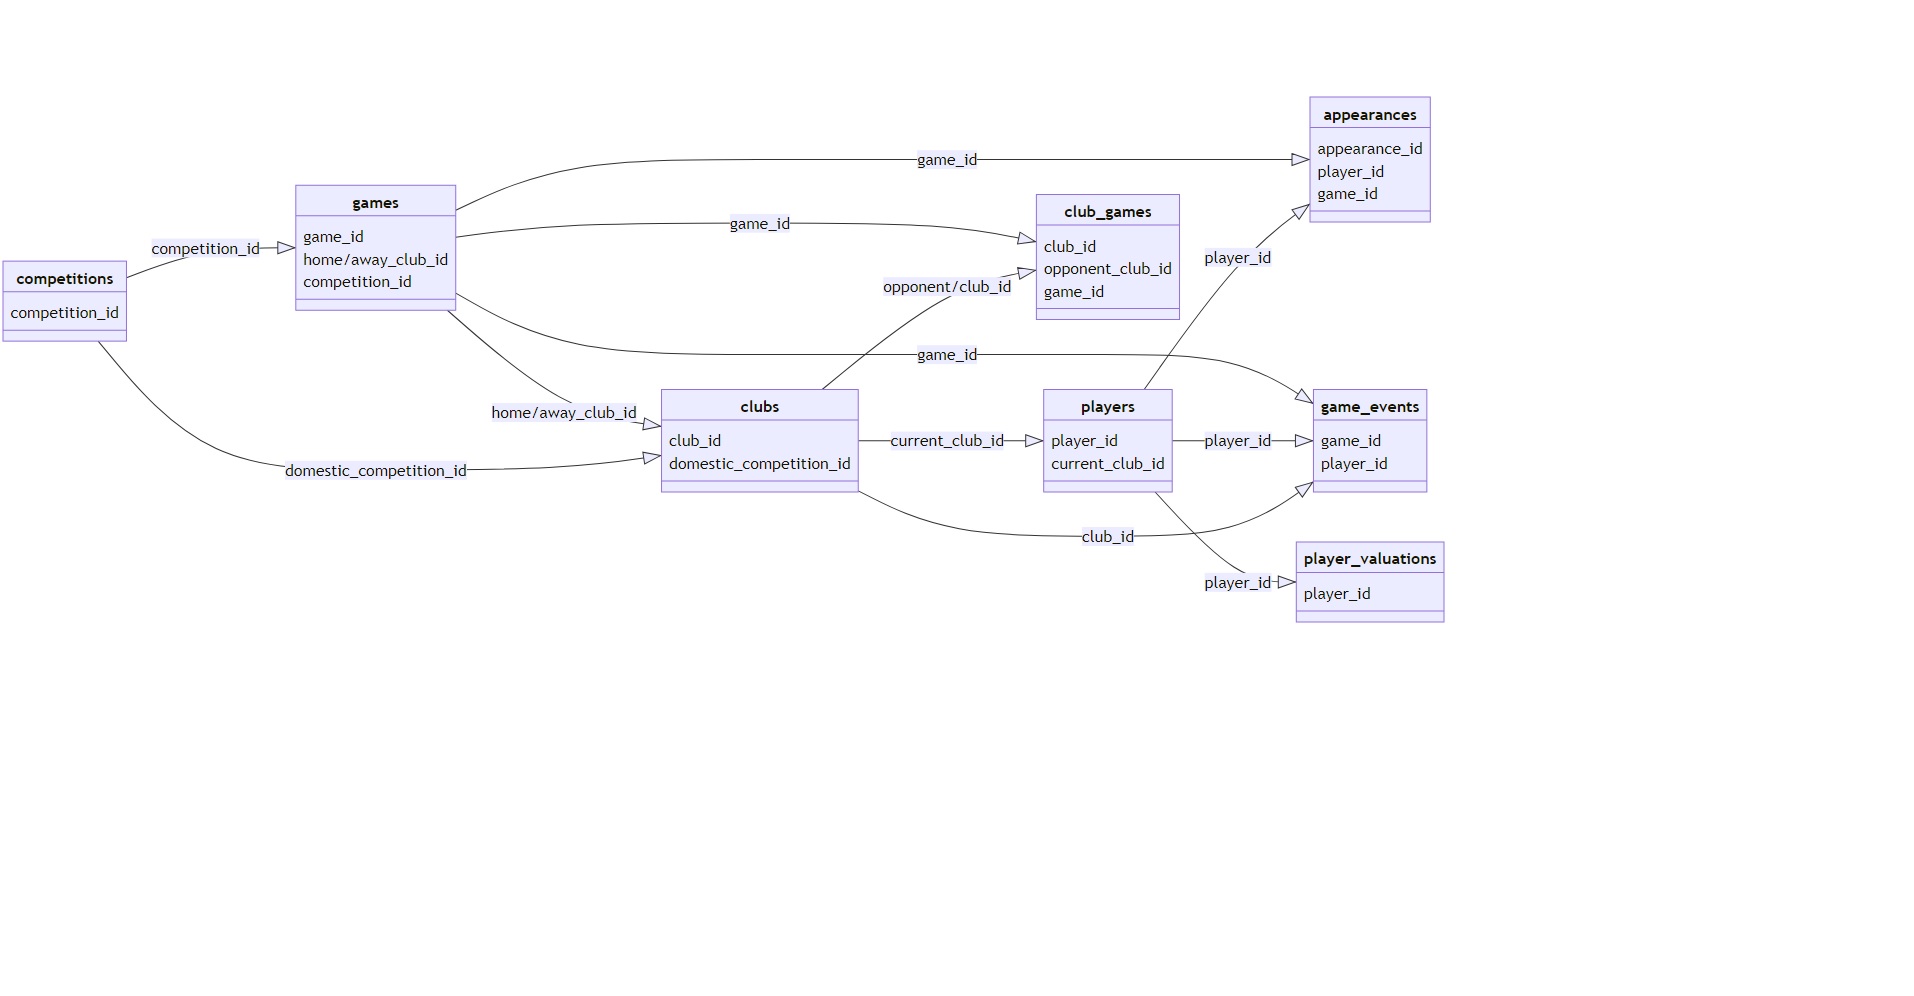 competitions
competition_id
competition_id
domestic_competition_id
games
game_id
home/away_club_id
competition_id
game_id
game_id
game_id
home/away_club_id
clubs
club_id
domestic_competition_id
opponent/club_id
current_club_id
club_id
club_games
club_id
opponent_club_id
game_id
players
player_id
current_club_id
player_id
player_id
player_id
appearances
appearance_id
player_id
game_id
game_events
game_id
player_id
player_valuations
player_id